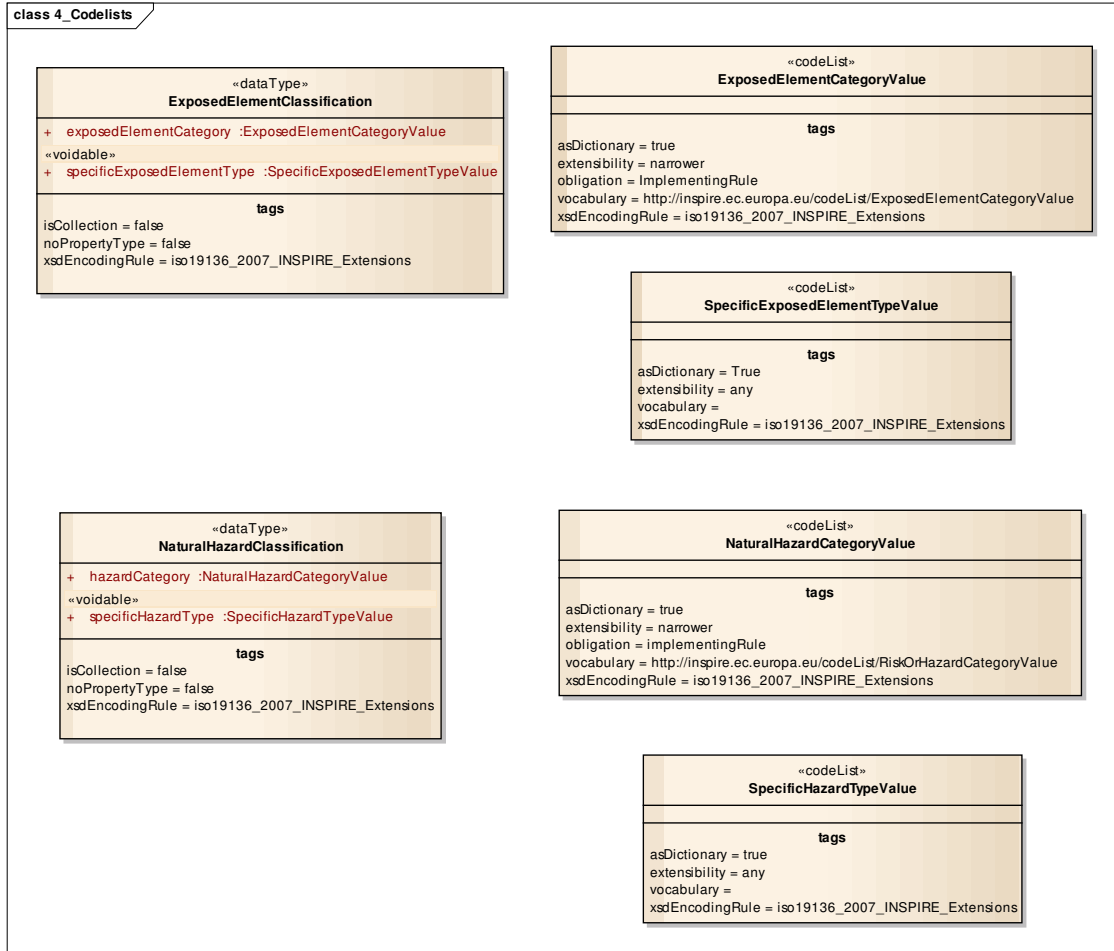 class 4_Codelists
«dataType»
ExposedElementClassification
+ exposedElementCategory :ExposedElementCategoryValue
«voidable»
+ specificExposedElementType :SpecificExposedElementTypeValue
tags
isCollection = false
noPropertyType = false
xsdEncodingRule = iso19136_2007_INSPIRE_Extensions
«codeList»
ExposedElementCategoryValue
tags
asDictionary = true
extensibility = narrower
obligation = ImplementingRule
vocabulary = http://inspire.ec.europa.eu/codeList/ExposedElementCategoryValue
xsdEncodingRule = iso19136_2007_INSPIRE_Extensions
«codeList»
SpecificExposedElementTypeValue
tags
asDictionary = True
extensibility = any
vocabulary =
xsdEncodingRule = iso19136_2007_INSPIRE_Extensions
«dataType»
NaturalHazardClassification
+ hazardCategory :NaturalHazardCategoryValue
«voidable»
+ specificHazardType :SpecificHazardTypeValue
tags
isCollection = false
noPropertyType = false
xsdEncodingRule = iso19136_2007_INSPIRE_Extensions
«codeList»
NaturalHazardCategoryValue
tags
asDictionary = true
extensibility = narrower
obligation = implementingRule
vocabulary = http://inspire.ec.europa.eu/codeList/RiskOrHazardCategoryValue
xsdEncodingRule = iso19136_2007_INSPIRE_Extensions
«codeList»
SpecificHazardTypeValue
tags
asDictionary = true
extensibility = any
vocabulary =
xsdEncodingRule = iso19136_2007_INSPIRE_Extensions